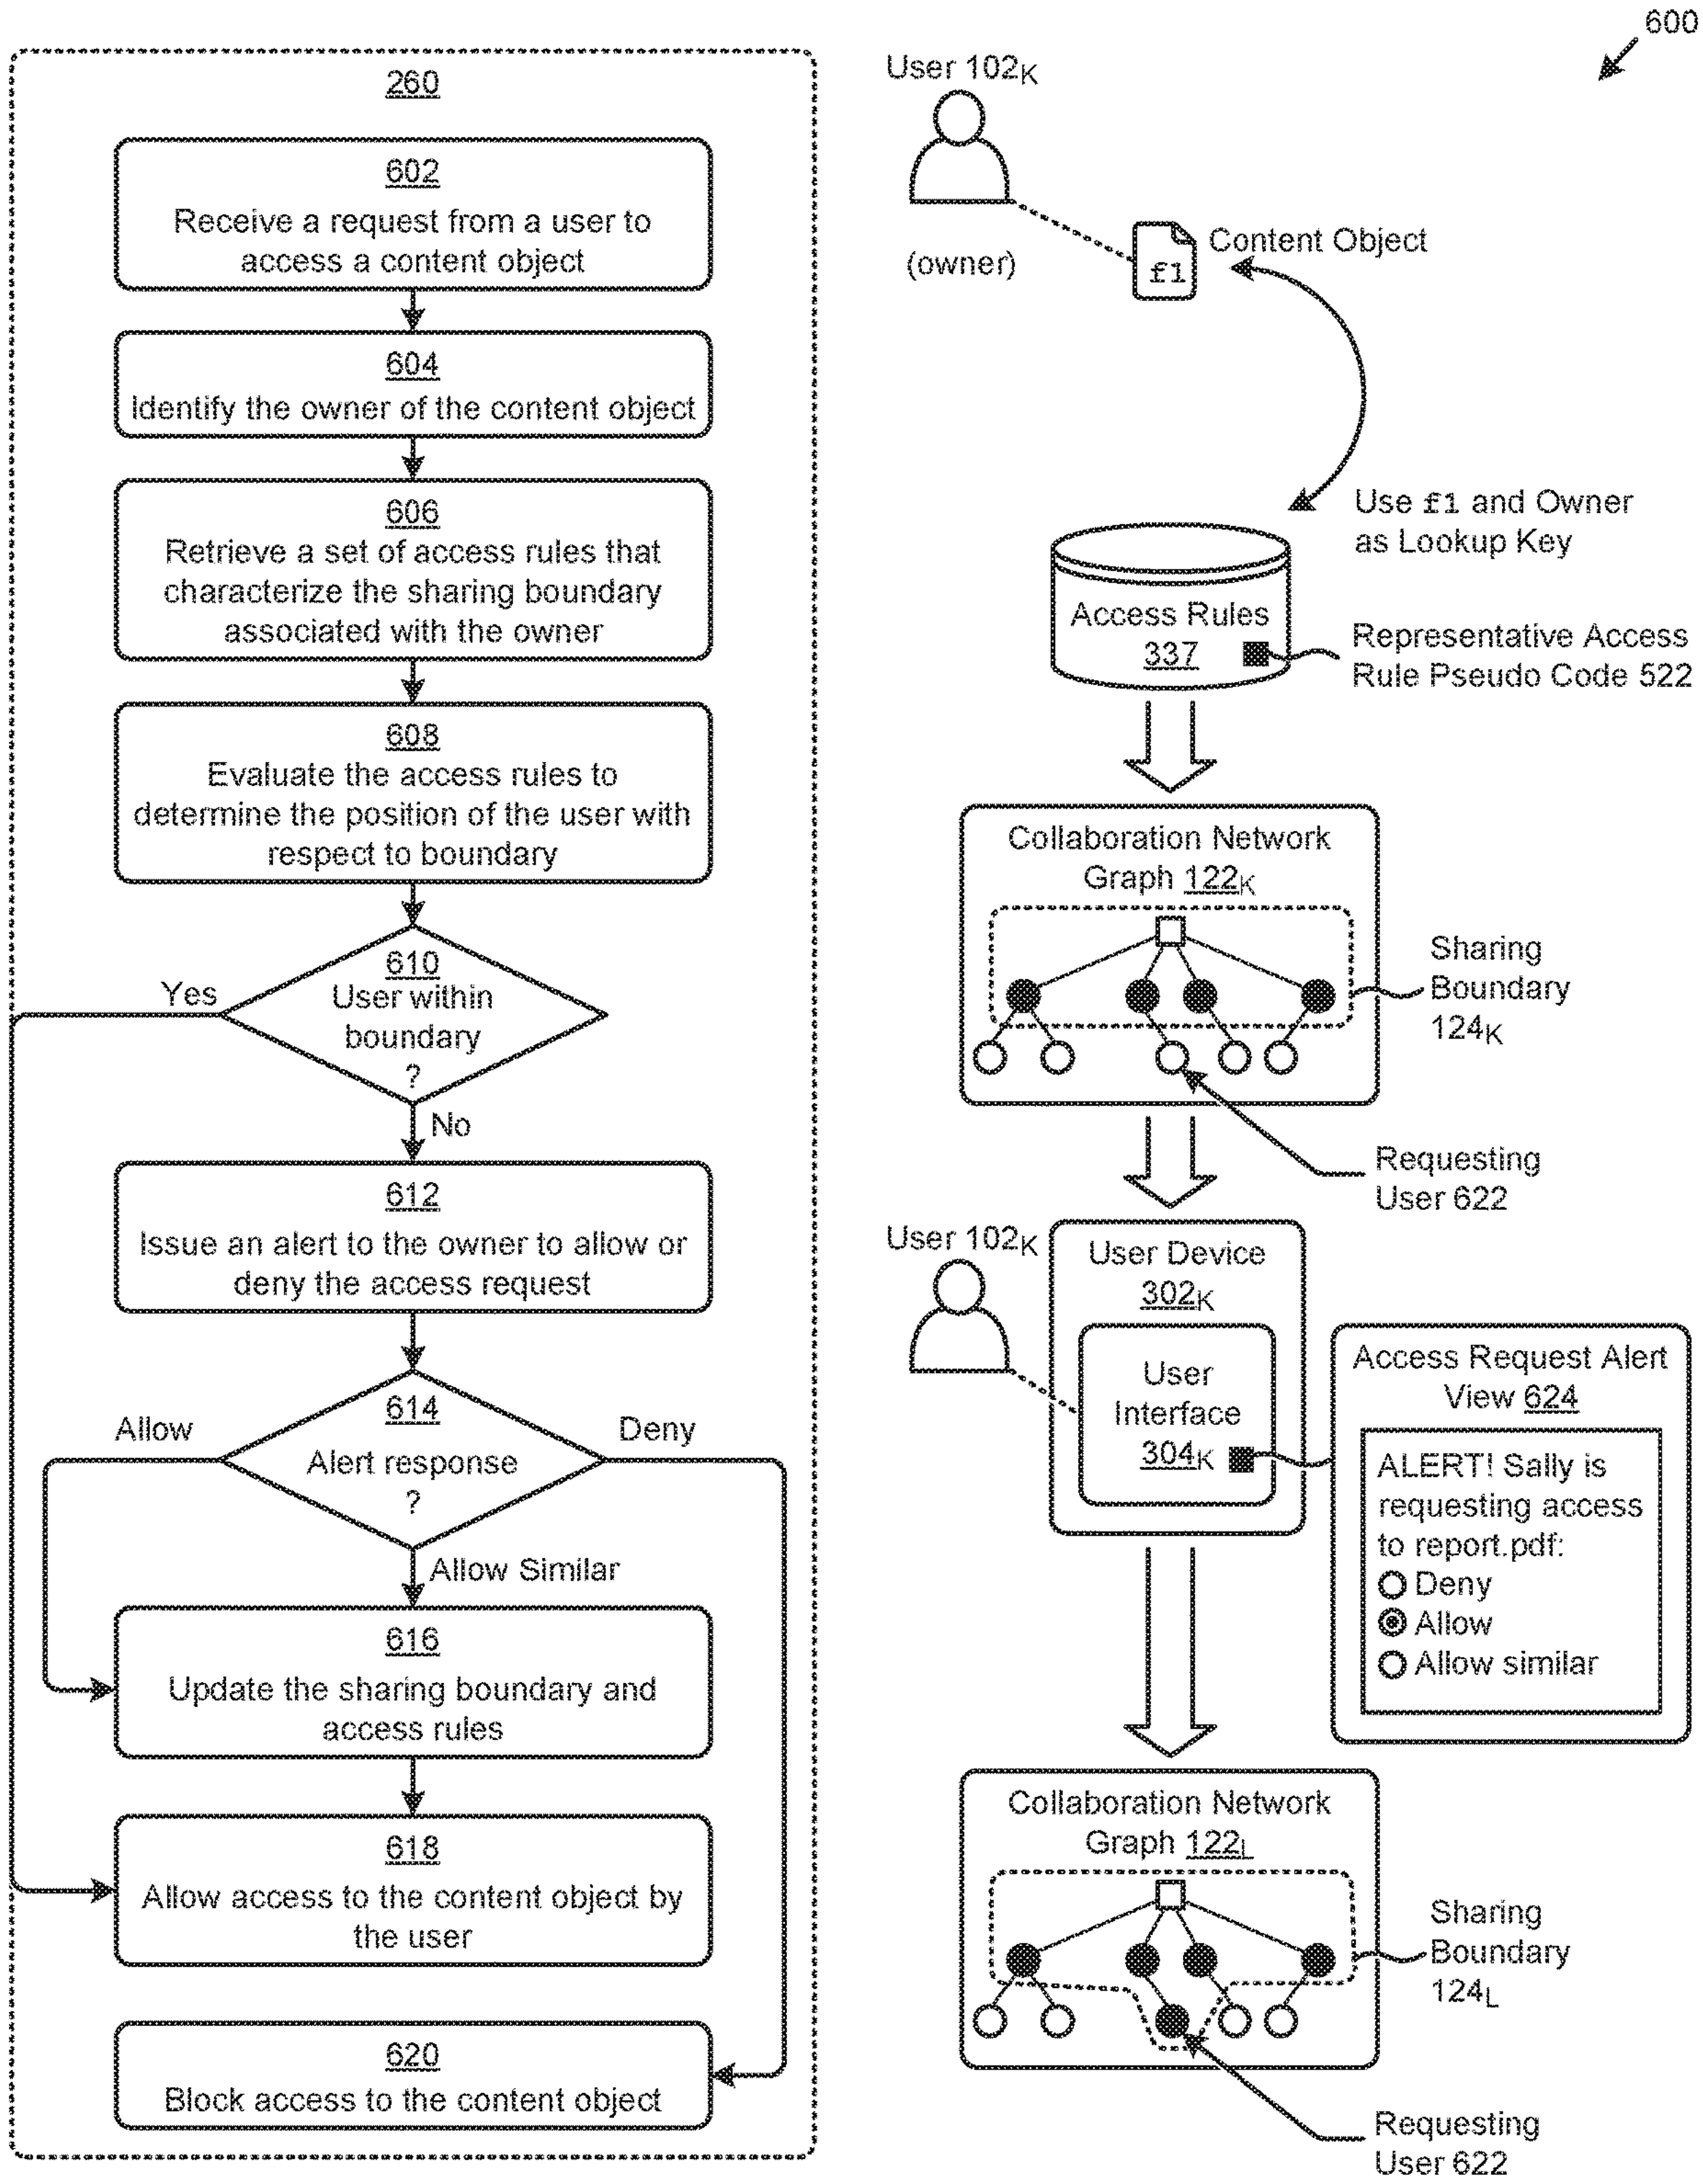 600
260
602
Receive a request from a user to
access a content object
604
Identify the owner of the content object
606
Retrieve a set of access rules that
characterize the sharing boundary
associated with the owner
608
Evaluate the access rules to
determine the position of the user with
respect to boundary
610
User within
boundary
?
Yes
No
612
Issue an alert to the owner to allow or
deny the access request
614
Alert response
?
Allow
Deny
Allow Similar
616
Update the sharing boundary and
access rules
618
Allow access to the content object by
the user
620
Block access to the content object
User 102K
(owner)
f1
Content Object
Use f1 and Owner
as Lookup Key
Access Rules
337
Representative Access
Rule Pseudo Code 522
Collaboration Network
Graph 122K
Sharing
Boundary
124K
Requesting
User 622
User 102K
User Device
302K
User
Interface
304K
Access Request Alert
View 624
ALERT! Sally is
requesting access
to report.pdf:
Deny
Allow
Allow similar
Collaboration Network
Graph 122L
Sharing
Boundary
124L
Requesting
User 622